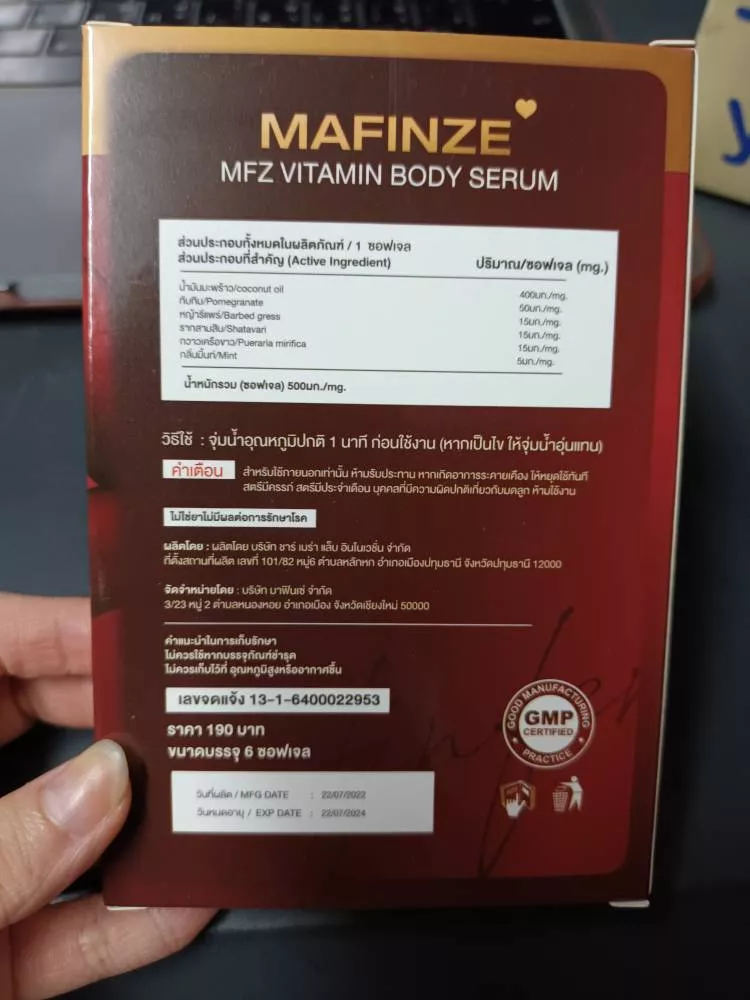 MAFINZE
MFZ VITAMIN BODY SERUM
ส่วนประกอบทั้งหมดในผลิตภัณฑ์ / 1 ซอฟเจล
ส่วนประกอบที่สำคัญ (Active Ingredient) ปริมาณ/ซอฟเจล (mg.)
น้ำมันมะพร้าว/coconut oil 400มก./mg.
ทับทิม/Pomegranate 50มก./mg.
หญ้ารีแพร์/Barbed gress 15มก./mg.
รากสามสิบ/Shatavari 15มก./mg.
กวาวเครือขาว/Pueraria mirifica 15มก./mg.
กลิ่นมิ้นท์/Mint 5มก./mg.
น้ำหนักรวม (ซอฟเจล) 500มก./mg.
วิธีใช้ : จุ่มน้ำอุณหภูมิปกติ 1 นาที ก่อนใช้งาน (หากเป็นไข ให้จุ่มน้ำอุ่นแทน)
คำเตือน สำหรับใช้ภายนอกเท่านั้น ห้ามรับประทาน หากเกิดอาการระคายเคือง ให้หยุดใช้ทันที
สตรีมีครรภ์ สตรีมีประจำเดือน บุคคลที่มีความผิดปกติเกี่ยวกับมดลูก ห้ามใช้งาน
ไม่ใช่ยาไม่มีผลต่อการรักษาโรค
ผลิตโดย : ผลิตโดย บริษัท ชาร์ เมร่า แล็บ อินโนเวชั่น จำกัด
ที่ตั้งสถานที่ผลิต เลขที่ 101/82 หมู่6 ตำบลหลักหก อำเภอเมืองปทุมธานี จังหวัดปทุมธานี 12000
จัดจำหน่ายโดย : บริษัท มาฟินเซ่ จำกัด
3/23 หมู่ 2 ตำบลหนองหอย อำเภอเมือง จังหวัดเชียงใหม่ 50000
คำแนะนำในการเก็บรักษา
ไม่ควรใช้หากบรรจุภัณฑ์ชำรุด
ไม่ควรเก็บไว้ที่ อุณหภูมิสูงหรืออากาศชื้น
เลขจดแจ้ง 13-1-6400022953
ราคา 190 บาท
ขนาดบรรจุ 6 ซอฟเจล
GOOD MANUFACTURING
GMP
CERTIFIED
PRACTICE
วันที่ผลิต / MFG DATE : 22/07/2022
วันหมดอายุ / EXP DATE : 22/07/2024